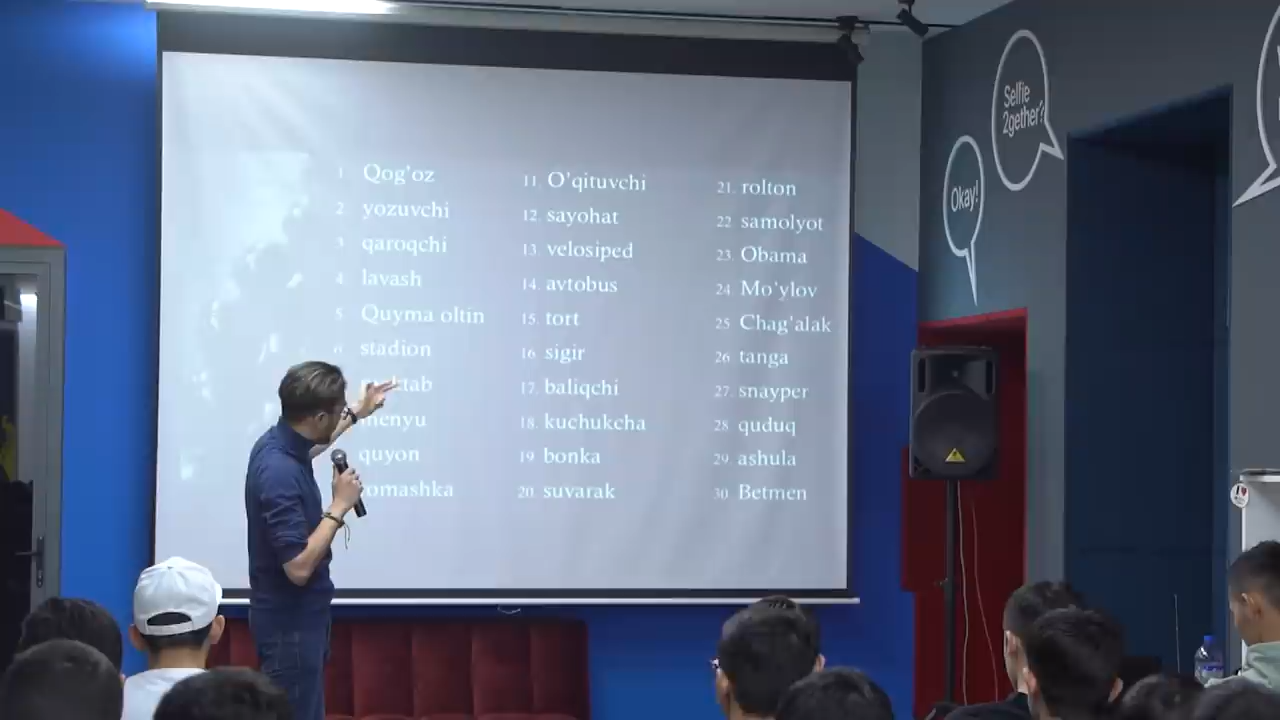 1. Qog'oz
2. yozuvchi
3. qaroqchi
4. lavash
5. Quyma oltin
6. stadion
menyu
quyon
11. O'qituvchi
12. sayohat
13. velosiped
14. avtobus
15. tort
16. sigir
17. baliqchi
18. kuchukcha
19. bonka
20. suvarak
21. rolton
22. samolyot
23. Obama
24. Mo'ylov
25. Chag'alak
26. tanga
27. snayper
28. quduq
29. ashula
30. Betmen
Okay!
Selfie
2gether?